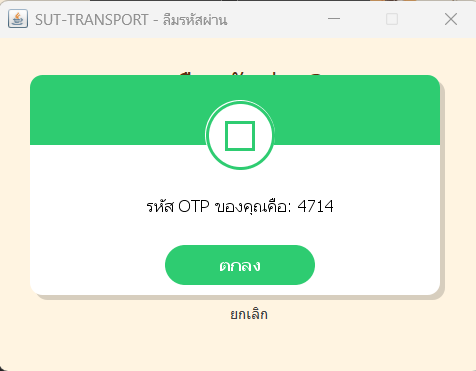 SUT-TRANSPORT - ลืมรหัสผ่าน
รหัส OTP ของคุณคือ: 4714
ตกลง
ยกเลิก